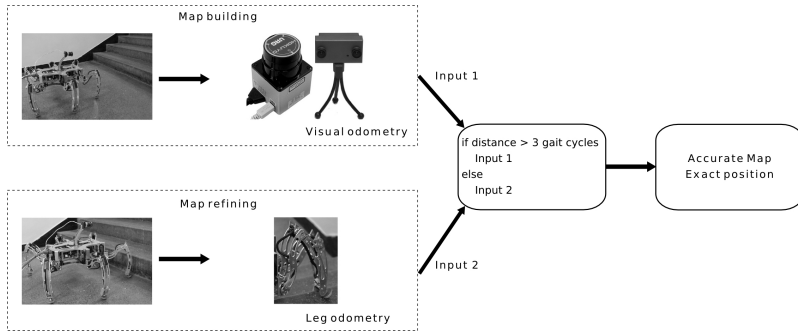 Map building
Visual odometry
Input 1
if distance > 3 gait cycles
Input 1
else
Input 2
Accurate Map
Exact position
Map refining
Input 2
Leg odometry